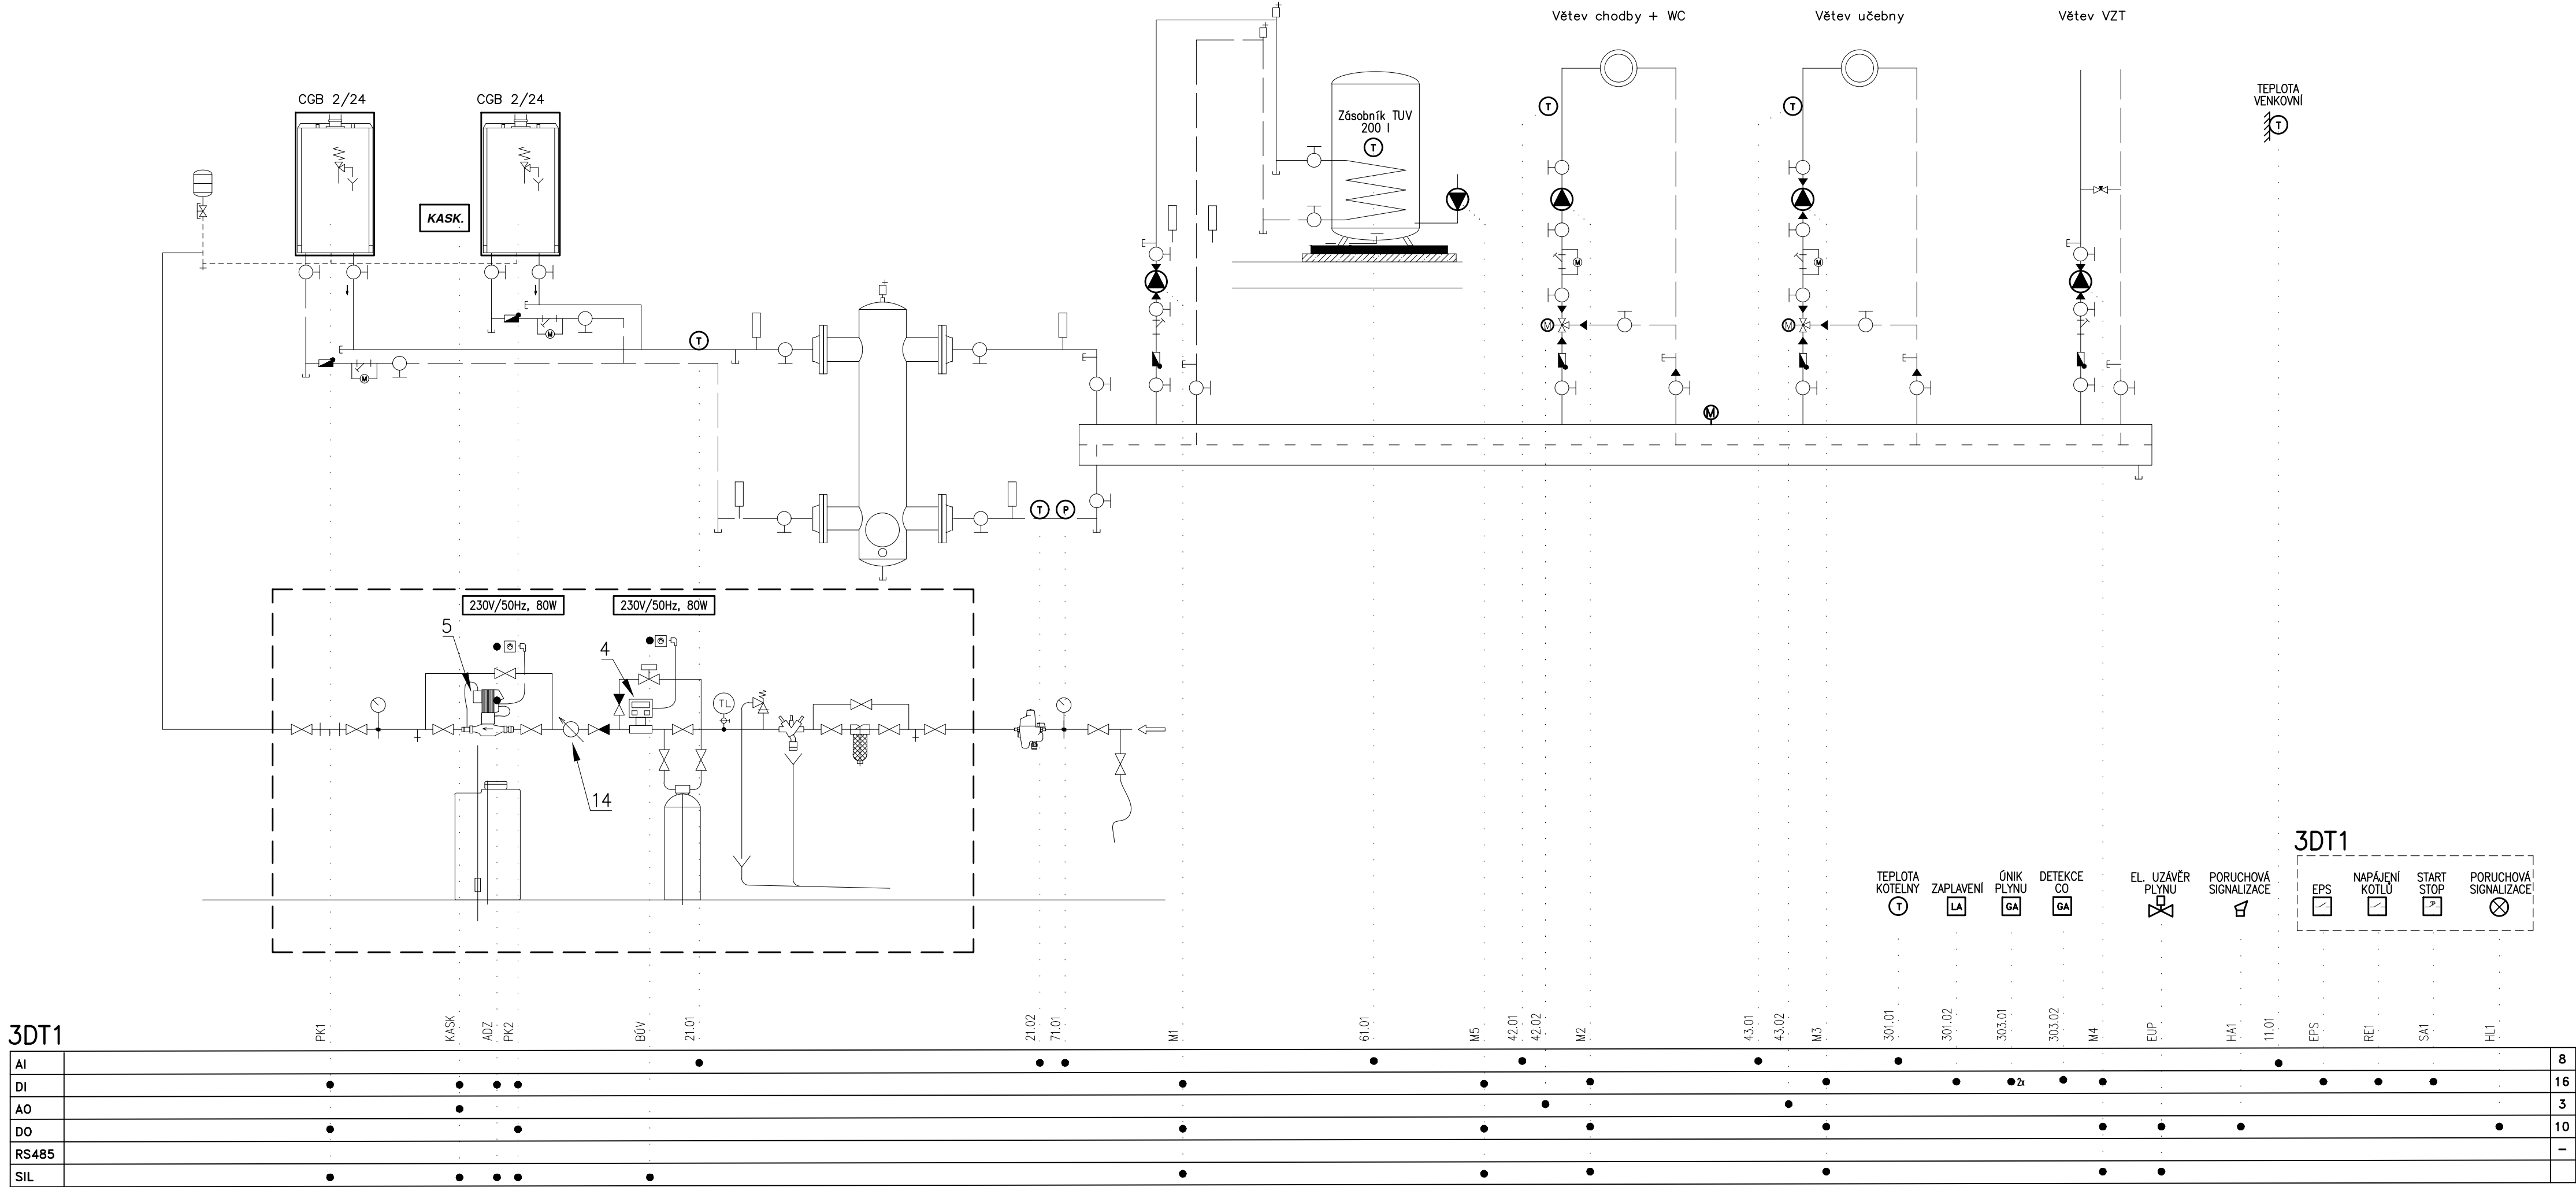 Větev chodby + WC
Větev učebny
Větev VZT
TEPLOTA
VENKOVNÍ
T
CGB 2/24
CGB 2/24
KASK.
Zásobník TUV
200 l
T
T
T
M
M
M
M
T
M
M
M
M
T
P
230V/50Hz, 80W
230V/50Hz, 80W
5
4
TL
14
3DT1
TEPLOTA
KOTELNY
T
ZAPLAVENÍ
LA
ÚNIK
PLYNU
GA
DETEKCE
CO
GA
EL. UZÁVĚR
PLYNU
PORUCHOVÁ
SIGNALIZACE
EPS
NAPÁJENÍ
KOTLŮ
START
STOP
PORUCHOVÁ
SIGNALIZACE
3DT1
PK1
KASK
ADZ
PK2
BÚV
21.01
21.02
71.01
M1
61.01
M5
42.01
42.02
M2
43.01
43.02
M3
301.01
301.02
303.01
303.02
M4
EUP
HA1
11.01
EPS
RE1
SA1
HL1
AI 8
DI 2x 16
AO 3
DO 10
RS485 –
SIL